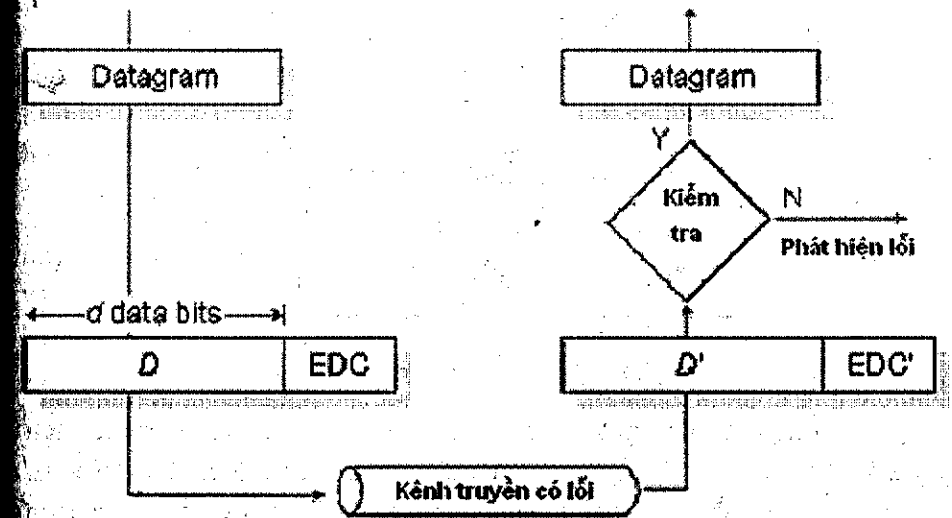 Datagram
Datagram
Y
Kiểm
tra
N
Phát hiện lỗi
d data bits
D
EDC
D'
EDC'
Kênh truyền có lỗi